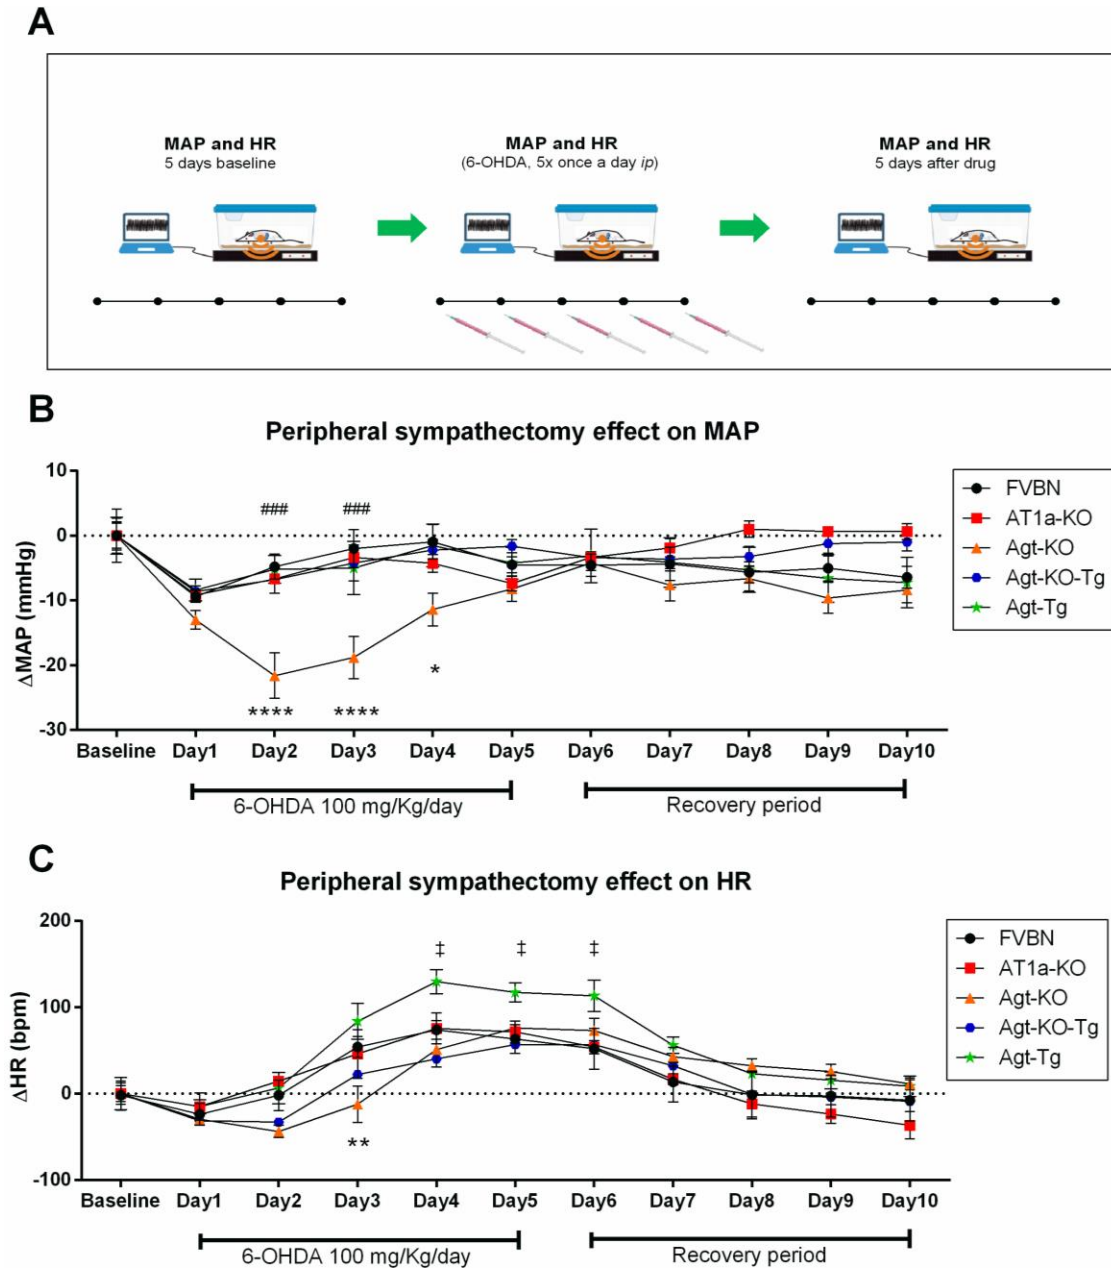 A
MAP and HR
5 days baseline
MAP and HR
(6-OHDA, 5x once a day ip)
MAP and HR
5 days after drug
B
Peripheral sympathectomy effect on MAP
ΔMAP (mmHg)
10
0
-10
-20
-30
###
###
****
****
*
Baseline Day1 Day2 Day3 Day4 Day5 Day6 Day7 Day8 Day9 Day10
6-OHDA 100 mg/Kg/day
Recovery period
FVBN
AT1a-KO
Agt-KO
Agt-KO-Tg
Agt-Tg
C
Peripheral sympathectomy effect on HR
ΔHR (bpm)
200
100
0
-100
‡
‡
‡
**
Baseline Day1 Day2 Day3 Day4 Day5 Day6 Day7 Day8 Day9 Day10
6-OHDA 100 mg/Kg/day
Recovery period
FVBN
AT1a-KO
Agt-KO
Agt-KO-Tg
Agt-Tg